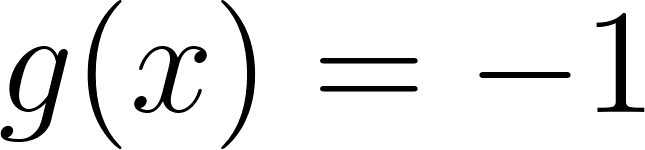 g(x) = −1